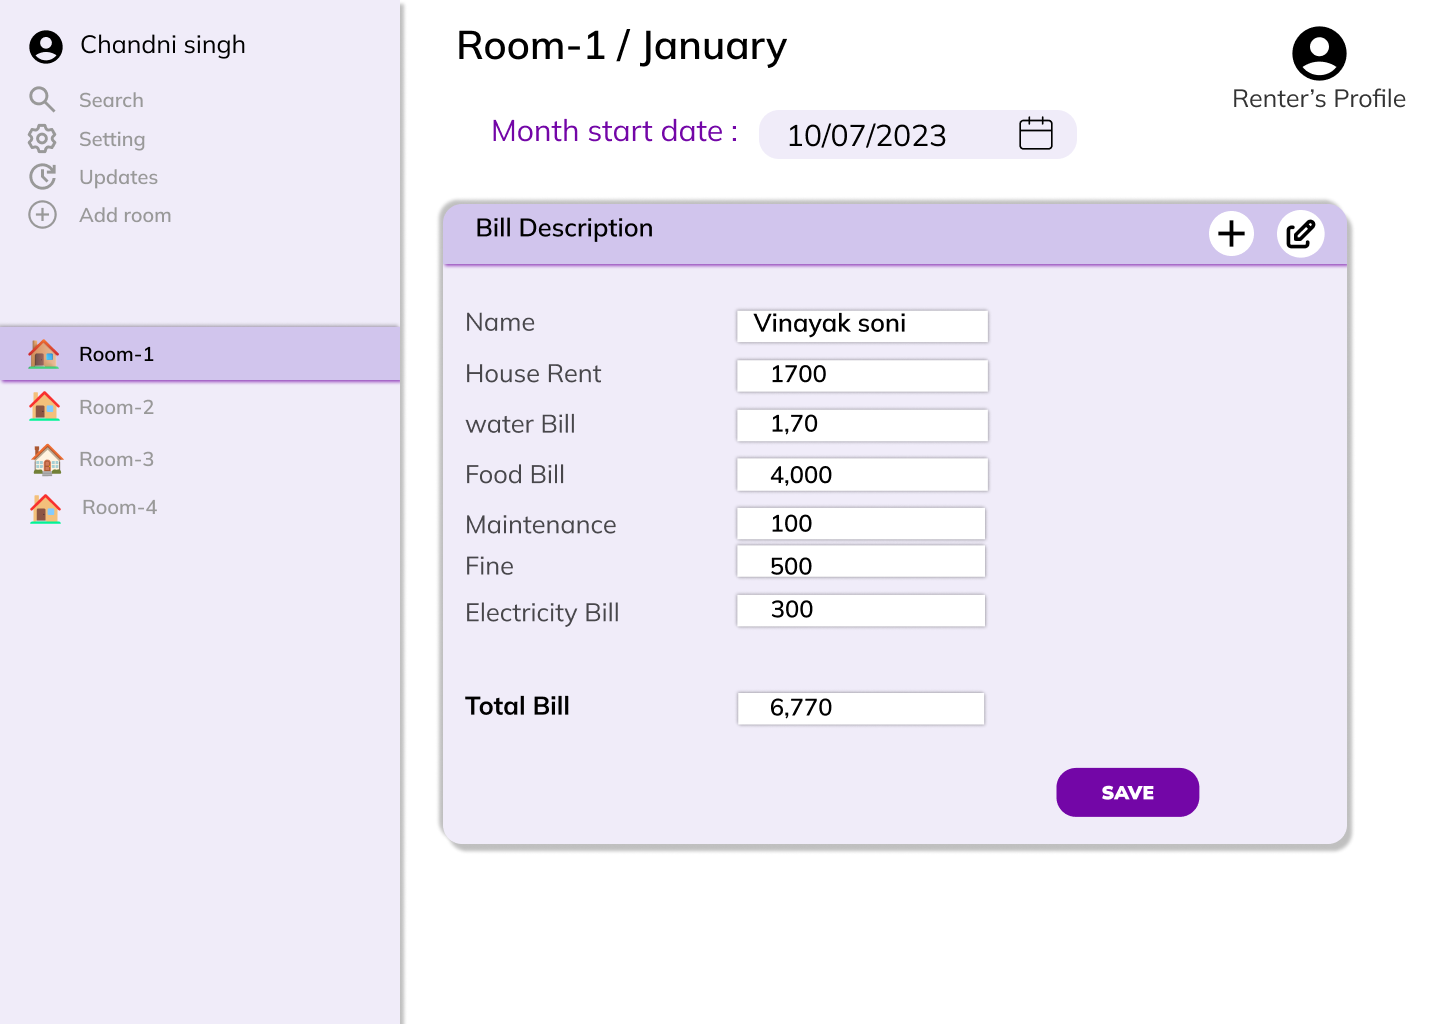 Chandni singh
Search
Setting
Updates
Add room
Room-1
Room-2
Room-3
Room-4
Room-1 / January
Renter’s Profile
Month start date : 10/07/2023
Bill Description
Name Vinayak soni
House Rent 1700
water Bill 1,70
Food Bill 4,000
Maintenance 100
Fine 500
Electricity Bill 300
Total Bill 6,770
SAVE